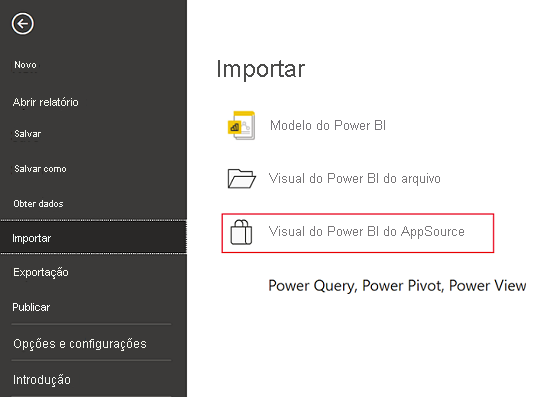 Novo
Abrir relatório
Salvar
Salvar como
Obter dados
Importar
Exportação
Publicar
Opções e configurações
Introdução
Importar
Modelo do Power BI
Visual do Power BI do arquivo
Visual do Power BI do AppSource
Power Query, Power Pivot, Power View